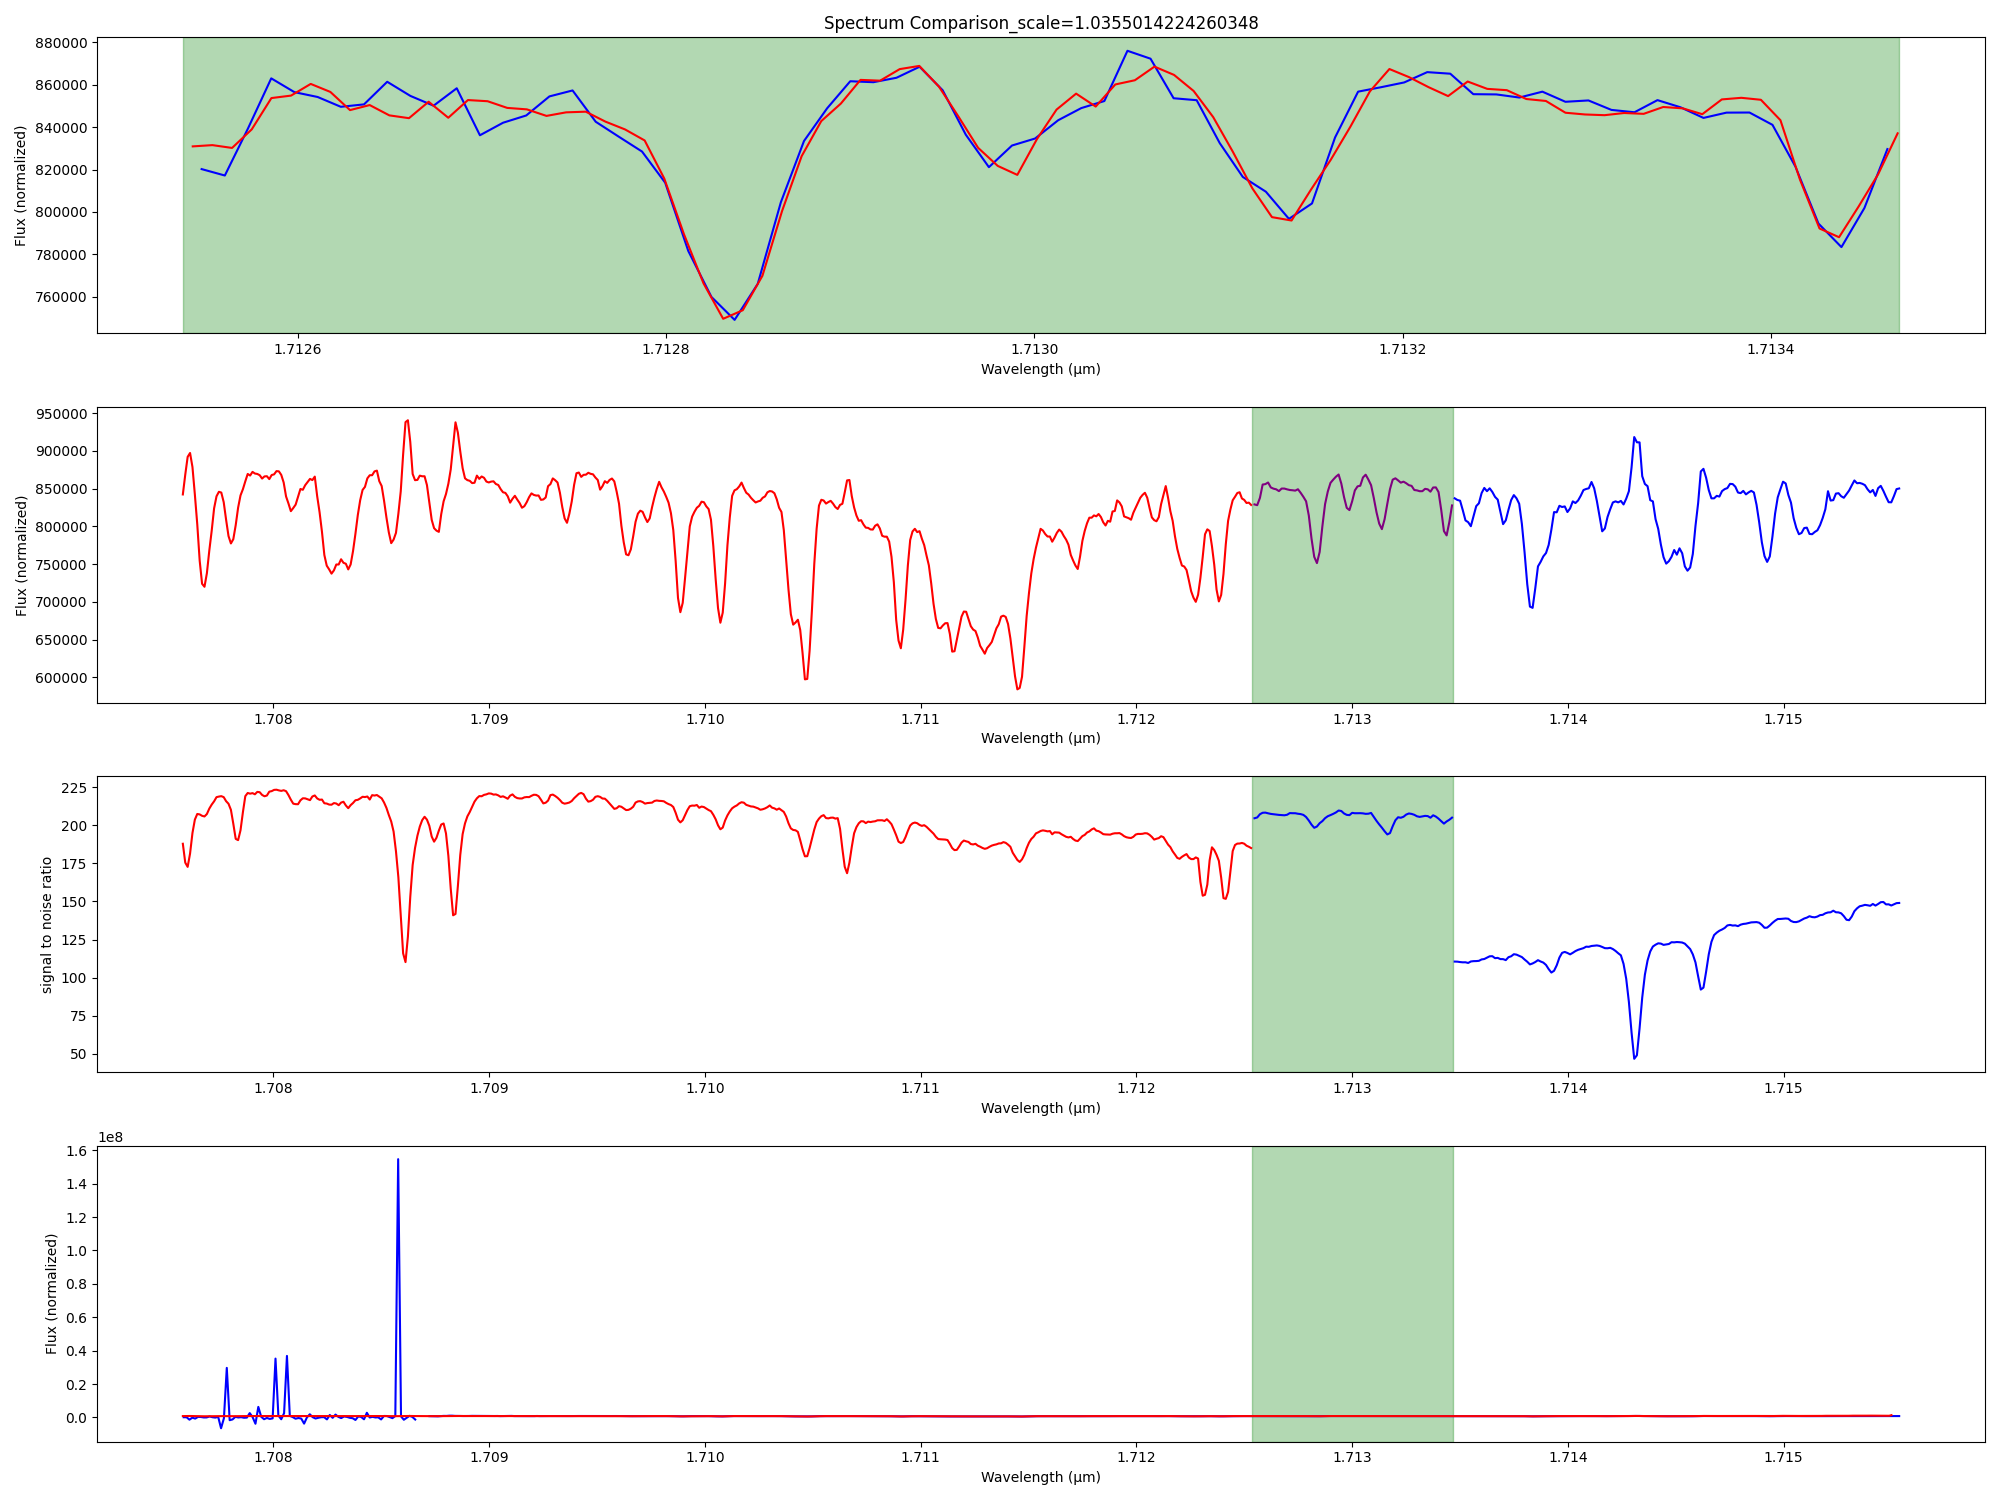 Spectrum Comparison_scale=1.0355014224260348
880000
860000
840000
820000
800000
780000
760000
Flux (normalized)
1.7126 1.7128 1.7130 1.7132 1.7134
Wavelength (μm)
950000
900000
850000
800000
750000
700000
650000
600000
Flux (normalized)
1.708 1.709 1.710 1.711 1.712 1.713 1.714 1.715
Wavelength (μm)
225
200
175
150
125
100
75
50
signal to noise ratio
1.708 1.709 1.710 1.711 1.712 1.713 1.714 1.715
Wavelength (μm)
1e8
1.6
1.4
1.2
1.0
0.8
0.6
0.4
0.2
0.0
Flux (normalized)
1.708 1.709 1.710 1.711 1.712 1.713 1.714 1.715
Wavelength (μm)